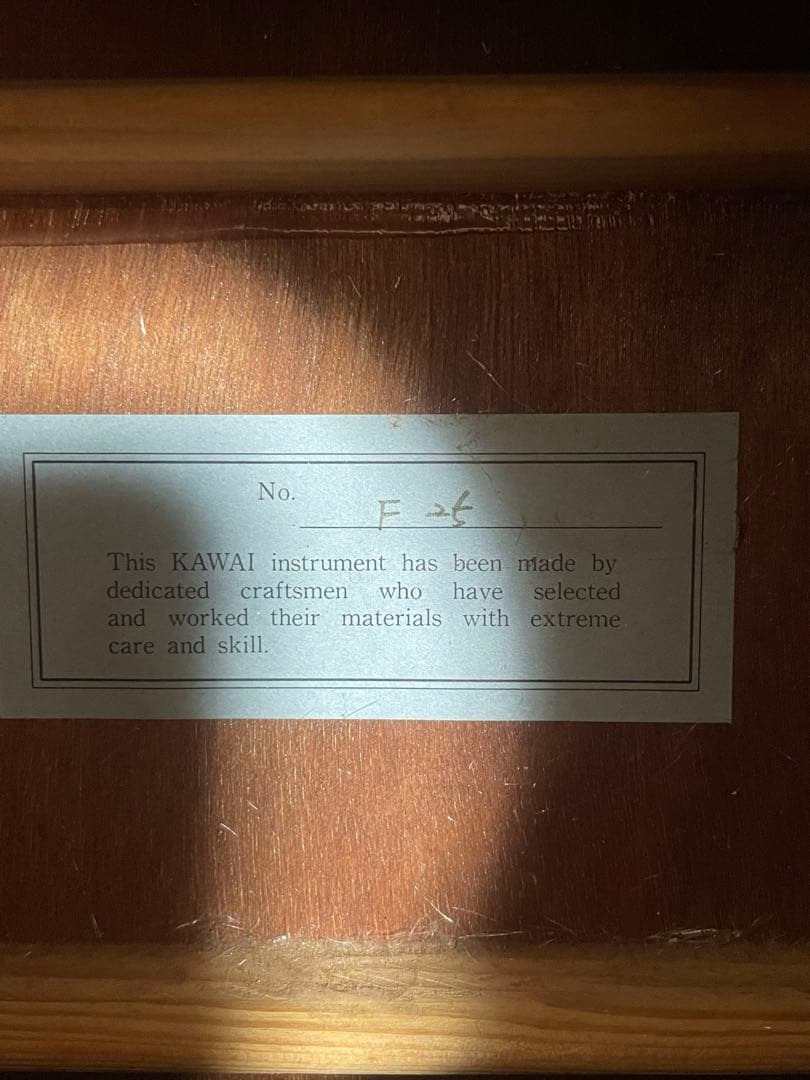 No. F 25
This KAWAI instrument has been made by
dedicated craftsmen who have selected
and worked their materials with extreme
care and skill.